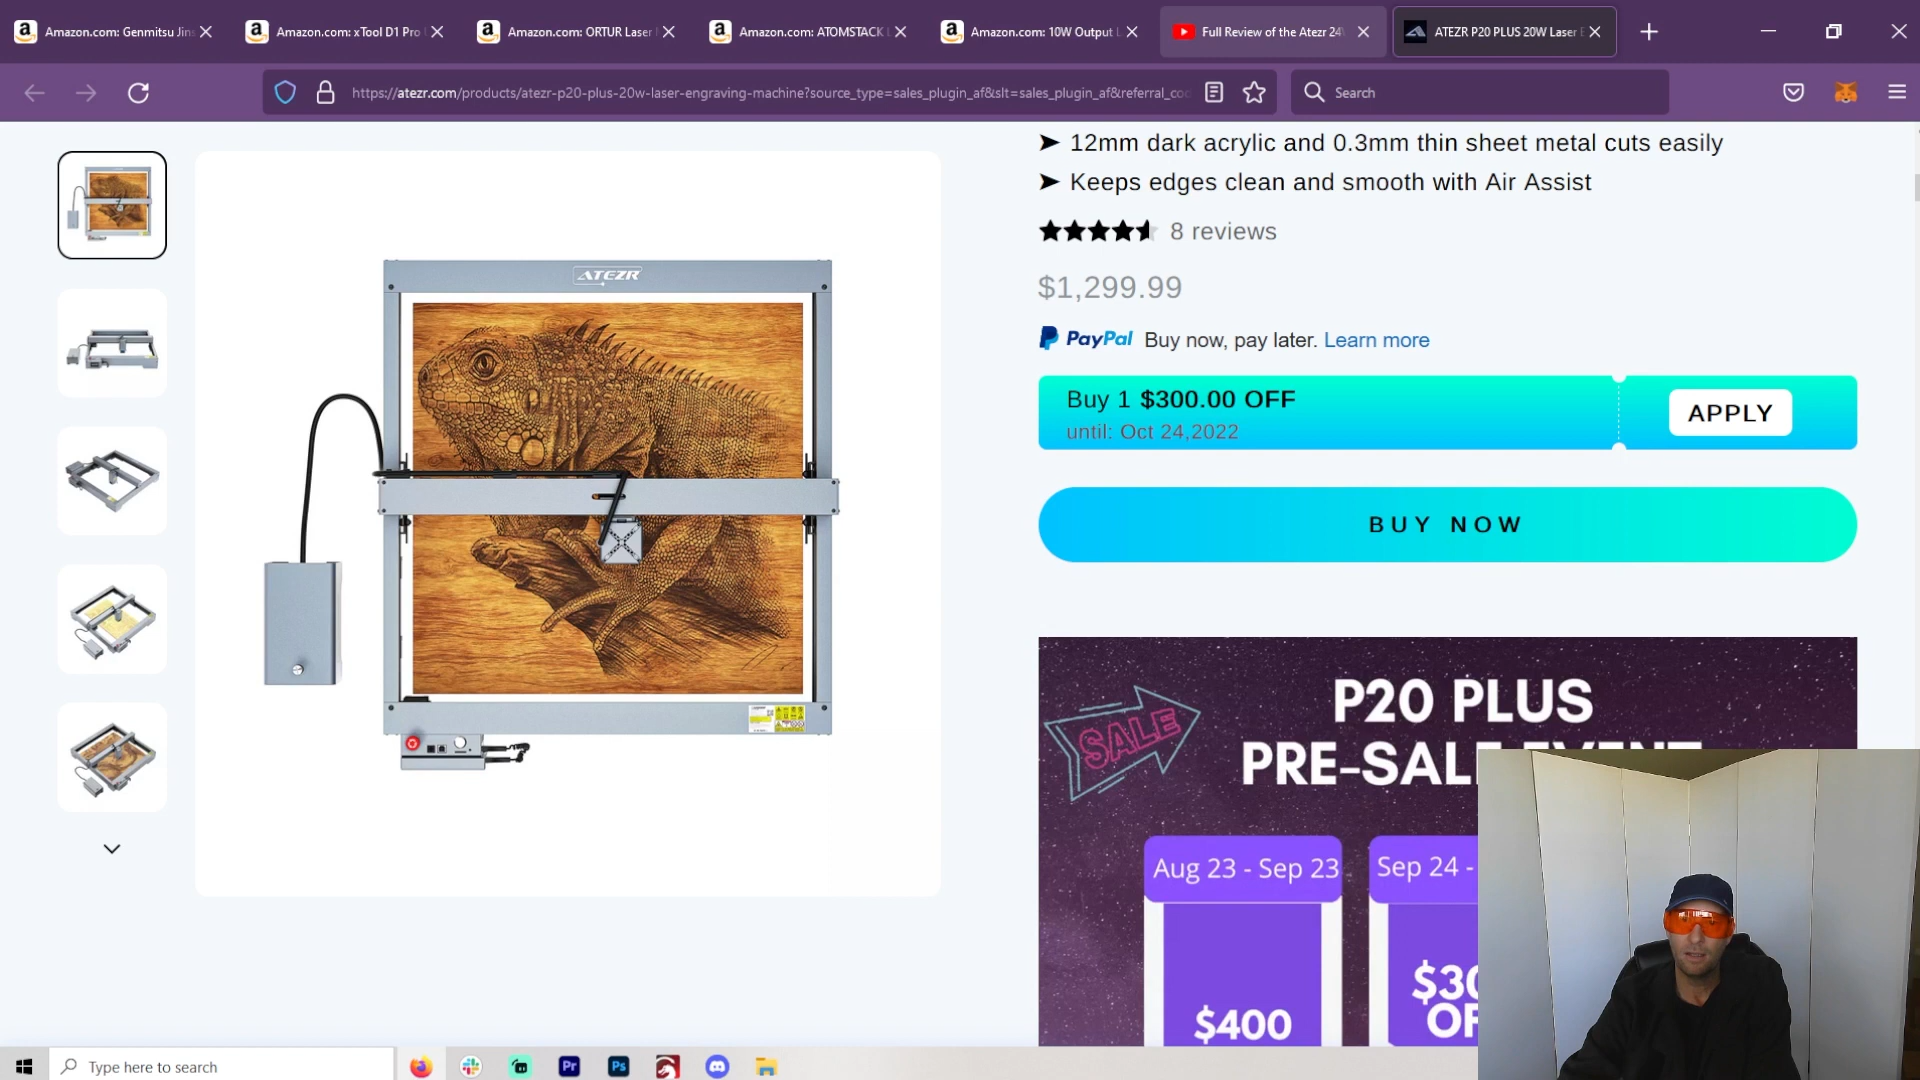 Amazon.com: Genmitsu Jins
Amazon.com: xTool D1 Pro
Amazon.com: ORTUR Laser
Amazon.com: ATOMSTACK L
Amazon.com: 10W Output L
Full Review of the Atezr 24
ATEZR P20 PLUS 20W Laser E
https://atezr.com/products/atezr-p20-plus-20w-laser-engraving-machine?source_type=sales_plugin_af&slt=sales_plugin_af&referral_co
Search
➤ 12mm dark acrylic and 0.3mm thin sheet metal cuts easily
➤ Keeps edges clean and smooth with Air Assist
8 reviews
$1,299.99
PayPal Buy now, pay later. Learn more
Buy 1 $300.00 OFF
until: Oct 24,2022
APPLY
BUY NOW
ATEZR
SALE
P20 PLUS
PRE-SALE EVENT
Aug 23 - Sep 23
Sep 24 -
$400
$30
OF
Type here to search
Pr
Ps